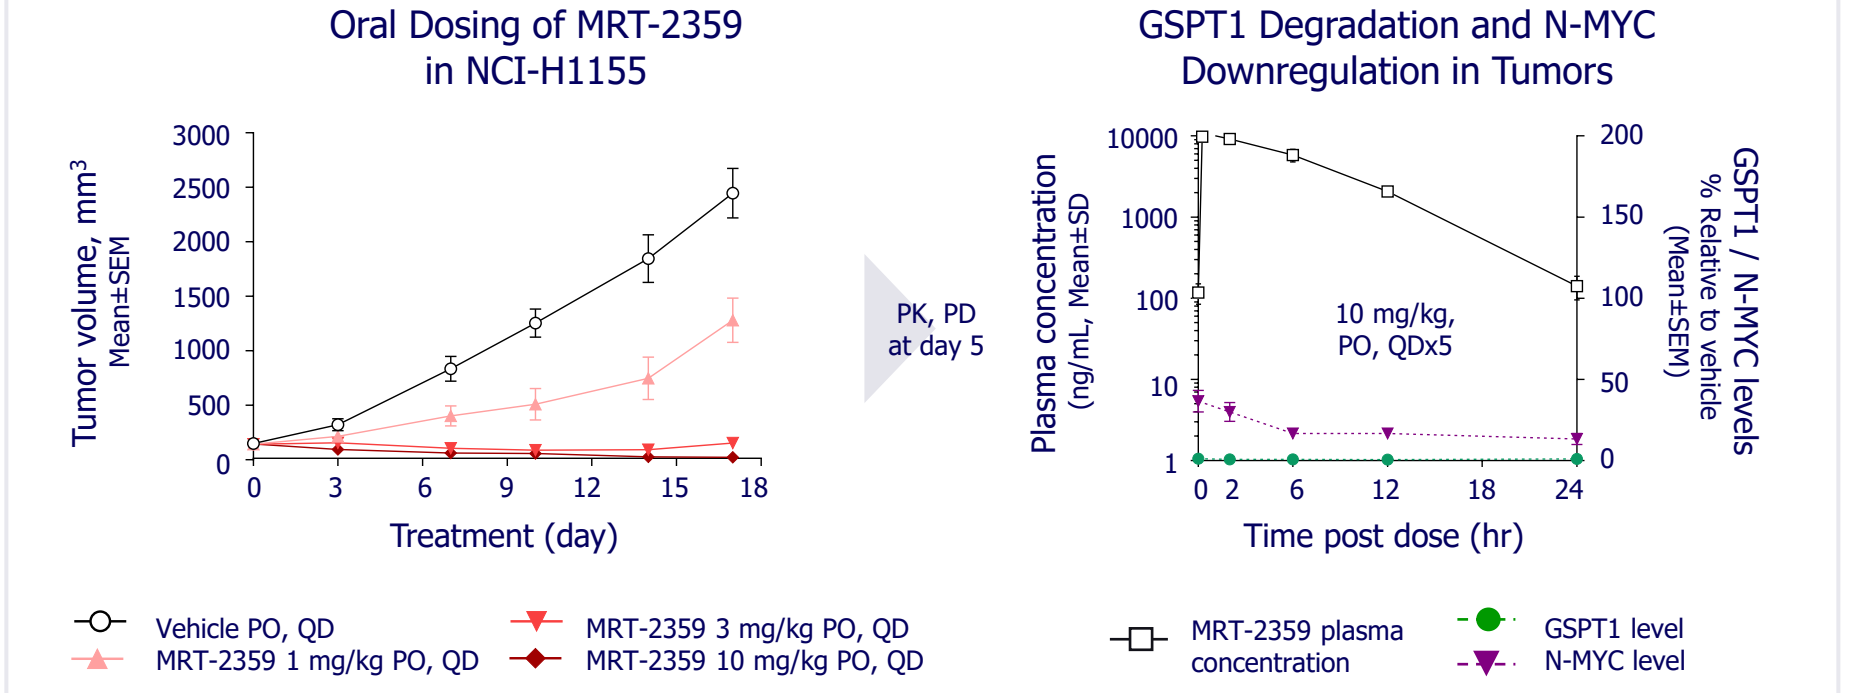 Oral Dosing of MRT-2359
in NCI-H1155
Tumor volume, mm³
Mean±SEM
3000
2500
2000
1500
1000
500
0
0 3 6 9 12 15 18
Treatment (day)
Vehicle PO, QD
MRT-2359 1 mg/kg PO, QD
MRT-2359 3 mg/kg PO, QD
MRT-2359 10 mg/kg PO, QD
PK, PD
at day 5
GSPT1 Degradation and N-MYC
Downregulation in Tumors
Plasma concentration
(ng/mL, Mean±SD
10000
1000
100
10
1
10 mg/kg,
PO, QDx5
200
150
100
50
0
GSPT1 / N-MYC levels
% Relative to vehicle
(Mean±SEM)
0 2 6 12 18 24
Time post dose (hr)
MRT-2359 plasma
concentration
GSPT1 level
N-MYC level